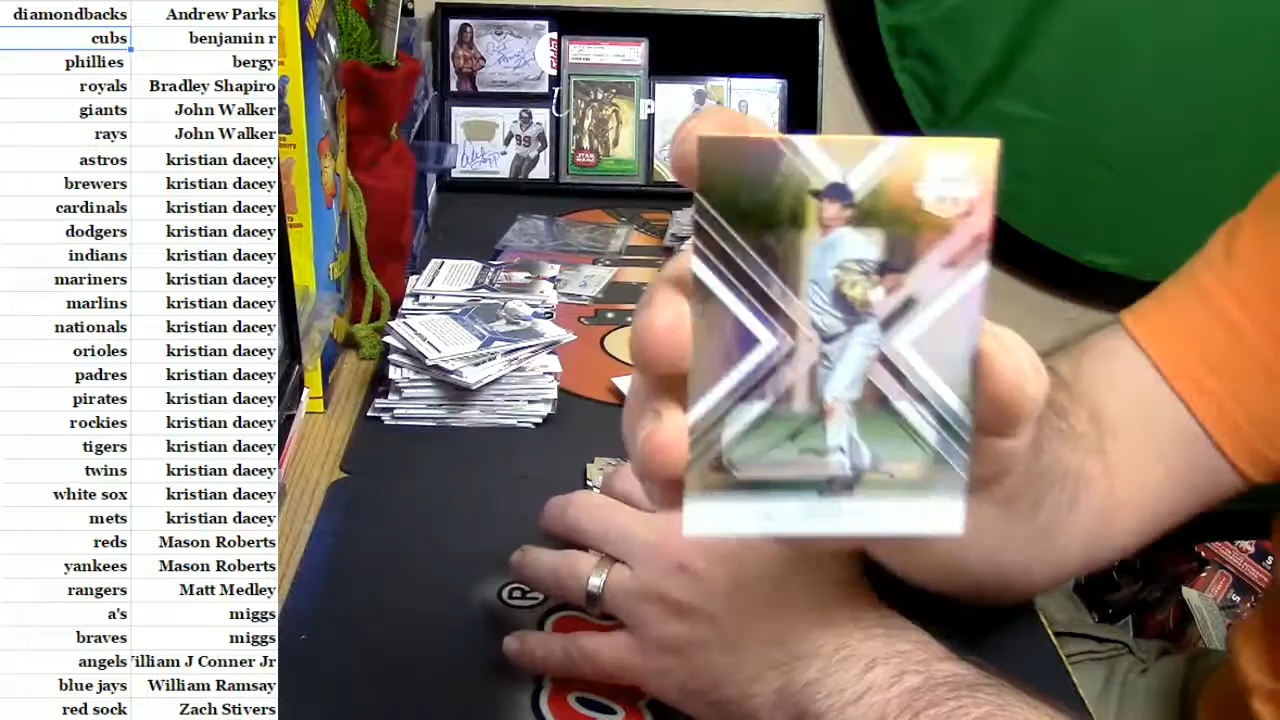 diamondbacks Andrew Parks
cubs benjamin r
phillies bergy
royals Bradley Shapiro
giants John Walker
rays John Walker
astros kristian dacey
brewers kristian dacey
cardinals kristian dacey
dodgers kristian dacey
indians kristian dacey
mariners kristian dacey
marlins kristian dacey
nationals kristian dacey
orioles kristian dacey
padres kristian dacey
pirates kristian dacey
rockies kristian dacey
tigers kristian dacey
twins kristian dacey
white sox kristian dacey
mets kristian dacey
reds Mason Roberts
yankees Mason Roberts
rangers Matt Medley
a's miggs
braves miggs
angels illiam J Conner Jr
blue jays William Ramsay
red sock Zach Stivers
STAR WARS
99
®